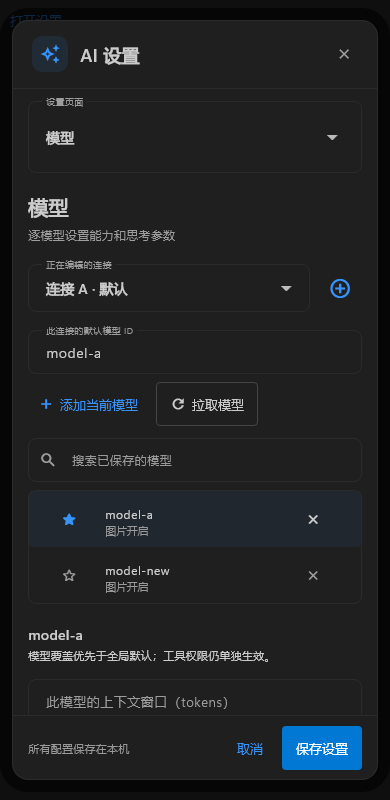 打开设置
AI 设置
设置页面
模型
模型
逐模型设置能力和思考参数
正在编辑的连接
连接 A · 默认
此连接的默认模型 ID
model-a
添加当前模型
拉取模型
搜索已保存的模型
model-a
图片开启
model-new
图片开启
model-a
模型覆盖优先于全局默认；工具权限仍单独生效。
此模型的上下文窗口（tokens）
所有配置保存在本机
取消
保存设置